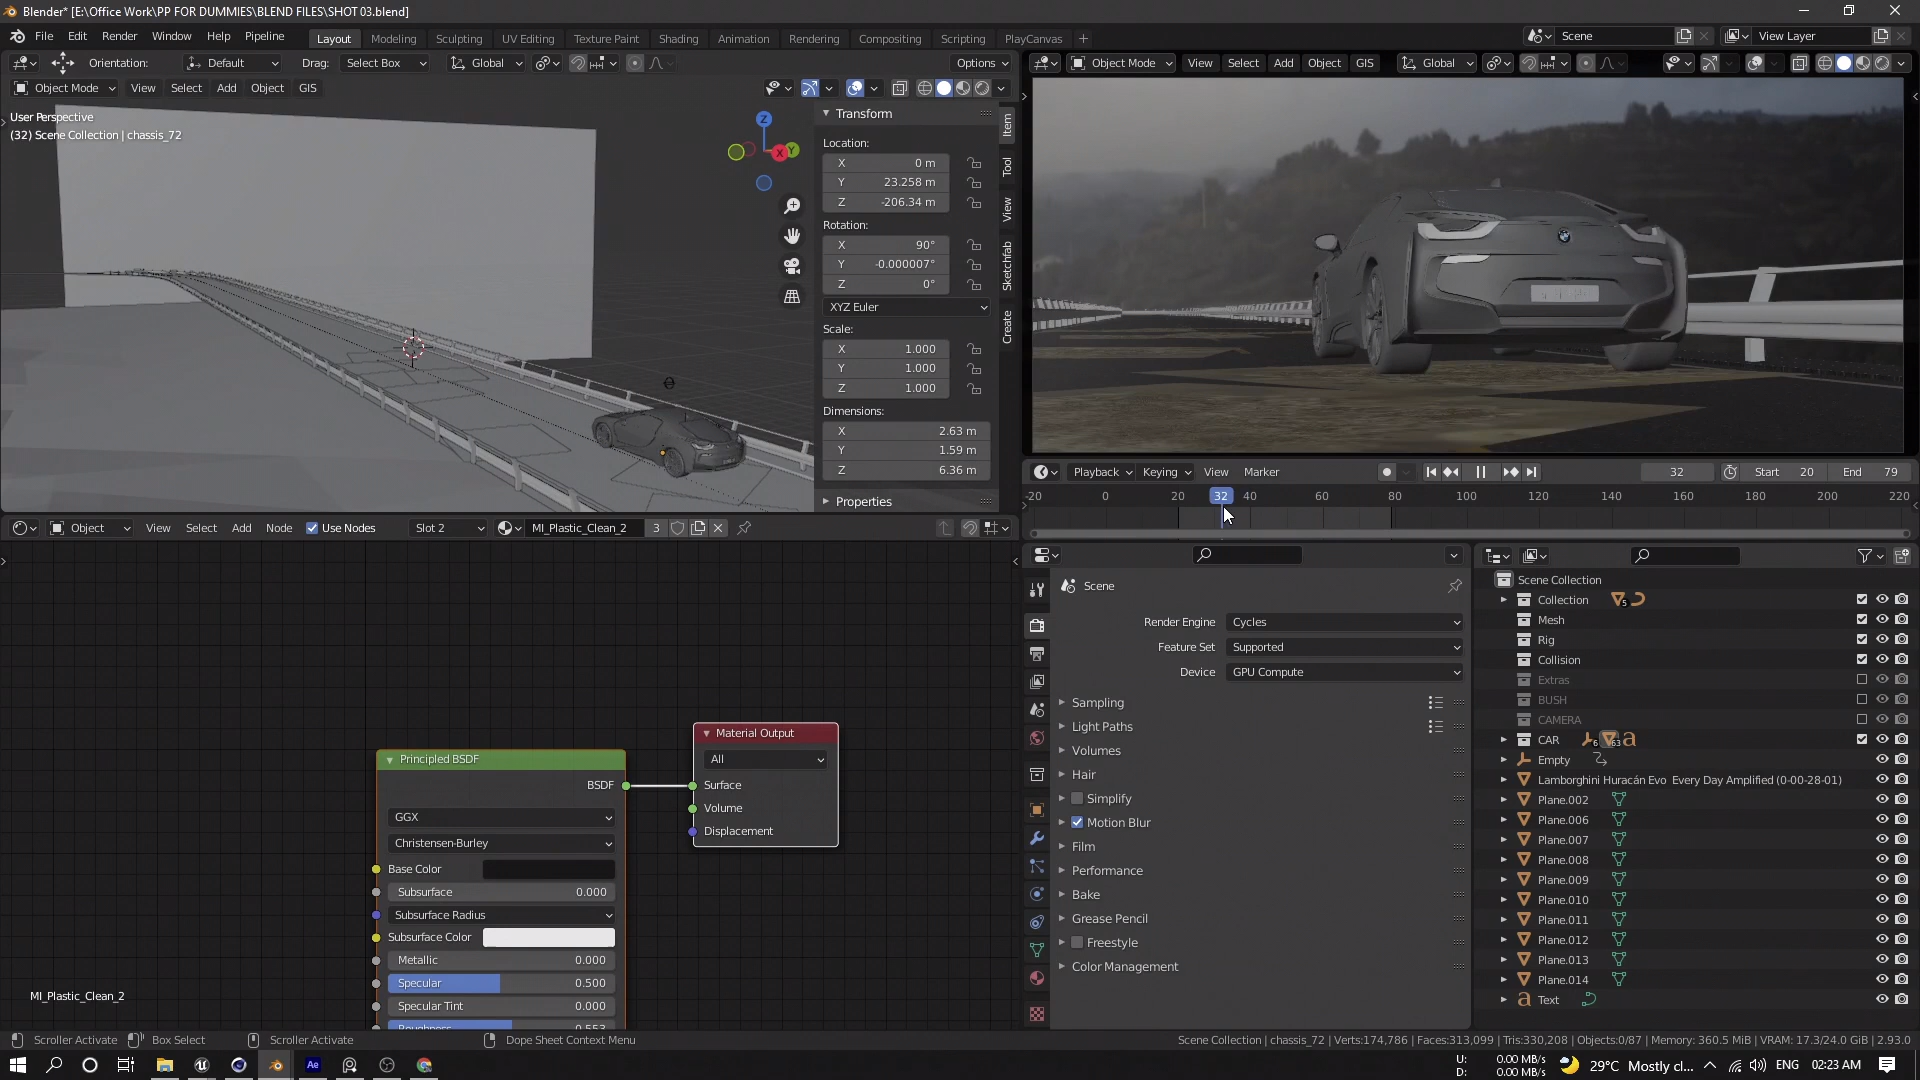 Blender* [E:\Office Work\PP FOR DUMMIES\BLEND FILES\SHOT 03.blend]
File Edit Render Window Help Pipeline Layout Modeling Sculpting UV Editing Texture Paint Shading Animation Rendering Compositing Scripting PlayCanvas + Scene View Layer
Orientation: Default Drag: Select Box Global Options
Object Mode View Select Add Object GIS Global
Object Mode View Select Add Object GIS
User Perspective
(32) Scene Collection | chassis_72
Z
X
Y
Transform
Location:
X 0 m
Y 23.258 m
Z -206.34 m
Rotation:
X 90°
Y -0.000007°
Z 0°
XYZ Euler
Scale:
X 1.000
Y 1.000
Z 1.000
Dimensions:
X 2.63 m
Y 1.59 m
Z 6.36 m
Properties
Item
Tool
View
Sketchfab
Create
Playback Keying View Marker 32 Start 20 End 79
-20 0 20 32 40 60 80 100 120 140 160 180 200 220
Object View Select Add Node Use Nodes Slot 2 MI_Plastic_Clean_2 3
Principled BSDF
BSDF
GGX
Christensen-Burley
Base Color
Subsurface 0.000
Subsurface Radius
Subsurface Color
Metallic 0.000
Specular 0.500
Specular Tint 0.000
Roughness 0.553
Material Output
All
Surface
Volume
Displacement
MI_Plastic_Clean_2
Scene
Render Engine Cycles
Feature Set Supported
Device GPU Compute
Sampling
Light Paths
Volumes
Hair
Simplify
Motion Blur
Film
Performance
Bake
Grease Pencil
Freestyle
Color Management
Scene Collection
Collection 5
Mesh
Rig
Collision
Extras
BUSH
CAMERA
CAR 6 63
Empty
Lamborghini Huracán Evo Every Day Amplified (0-00-28-01)
Plane.002
Plane.006
Plane.007
Plane.008
Plane.009
Plane.010
Plane.011
Plane.012
Plane.013
Plane.014
Text
Scroller Activate Box Select Scroller Activate Dope Sheet Context Menu Scene Collection | chassis_72 | Verts:174,786 | Faces:313,099 | Tris:330,208 | Objects:0/87 | Memory: 360.5 MiB | VRAM: 17.3/24.0 GiB | 2.93.0
Ae
U: 0.00 MB/s
D: 0.00 MB/s
29°C Mostly cl... ENG 02:23 AM